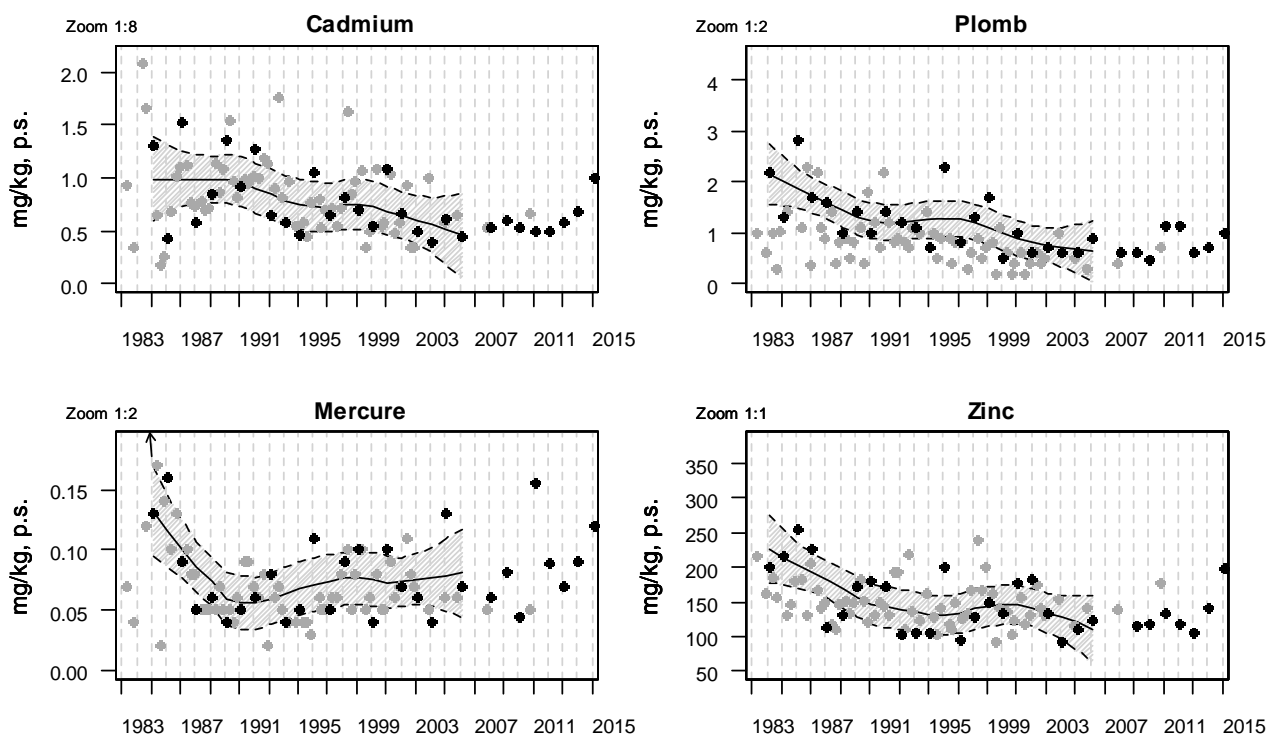 Zoom 1:8
Cadmium
mg/kg, p.s.
2.0
1.5
1.0
0.5
0.0
1983 1987 1991 1995 1999 2003 2007 2011 2015
Zoom 1:2
Plomb
mg/kg, p.s.
4
3
2
1
0
1983 1987 1991 1995 1999 2003 2007 2011 2015
Zoom 1:2
Mercure
mg/kg, p.s.
0.15
0.10
0.05
0.00
1983 1987 1991 1995 1999 2003 2007 2011 2015
Zoom 1:1
Zinc
mg/kg, p.s.
350
300
250
200
150
100
50
1983 1987 1991 1995 1999 2003 2007 2011 2015